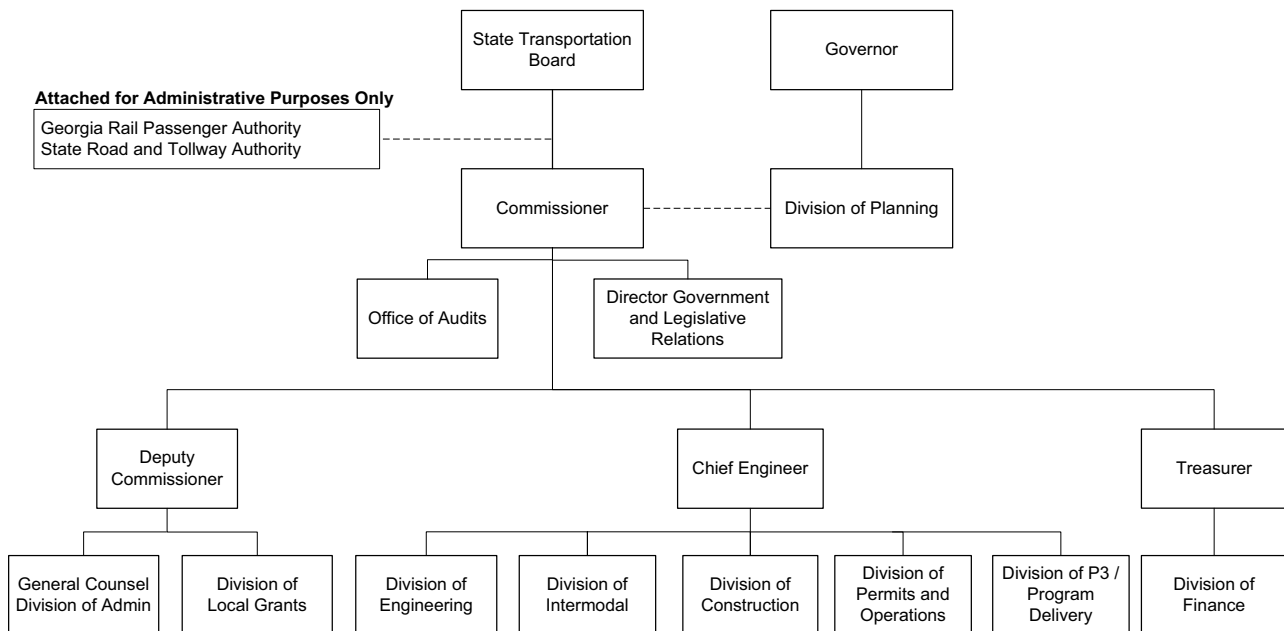 State Transportation
Board
Governor
Attached for Administrative Purposes Only
Georgia Rail Passenger Authority
State Road and Tollway Authority
Commissioner
Division of Planning
Office of Audits
Director Government
and Legislative
Relations
Deputy
Commissioner
Chief Engineer
Treasurer
General Counsel
Division of Admin
Division of
Local Grants
Division of
Engineering
Division of
Intermodal
Division of
Construction
Division of
Permits and
Operations
Division of P3 /
Program
Delivery
Division of
Finance